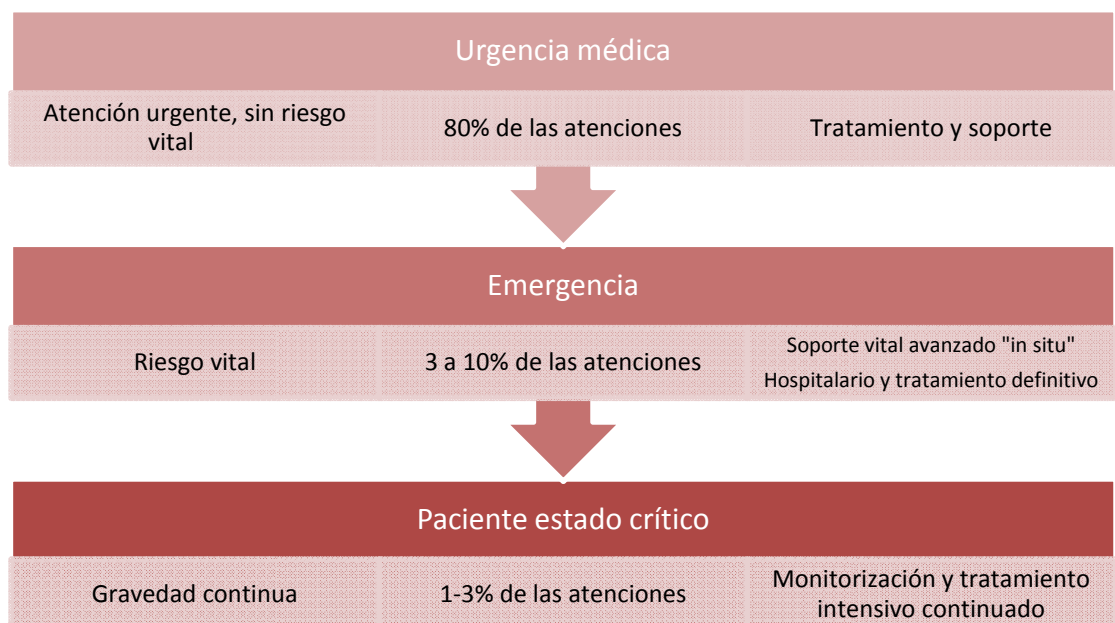 Urgencia médica
Atención urgente, sin riesgo
vital
80% de las atenciones
Tratamiento y soporte
Emergencia
Riesgo vital
3 a 10% de las atenciones
Soporte vital avanzado "in situ"
Hospitalario y tratamiento definitivo
Paciente estado crítico
Gravedad continua
1-3% de las atenciones
Monitorización y tratamiento
intensivo continuado